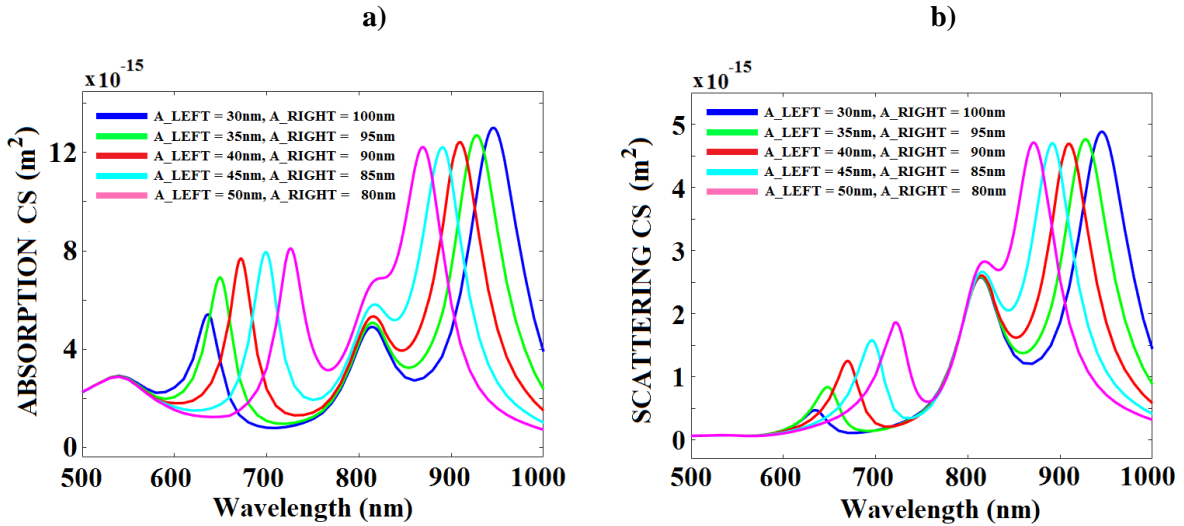 a)
x10-15
A_LEFT = 30nm, A_RIGHT = 100nm
A_LEFT = 35nm, A_RIGHT = 95nm
A_LEFT = 40nm, A_RIGHT = 90nm
A_LEFT = 45nm, A_RIGHT = 85nm
A_LEFT = 50nm, A_RIGHT = 80nm
ABSORPTION CS (m2)
12
8
4
0
500 600 700 800 900 1000
Wavelength (nm)
b)
x 10-15
A_LEFT = 30nm, A_RIGHT = 100nm
A_LEFT = 35nm, A_RIGHT = 95nm
A_LEFT = 40nm, A_RIGHT = 90nm
A_LEFT = 45nm, A_RIGHT = 85nm
A_LEFT = 50nm, A_RIGHT = 80nm
SCATTERING CS (m2)
5
4
3
2
1
0
500 600 700 800 900 1000
Wavelength (nm)